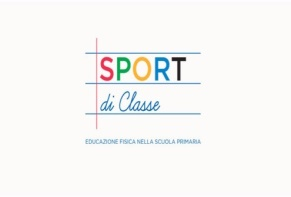 SPORT
di Classe
EDUCAZIONE FISICA NELLA SCUOLA PRIMARIA